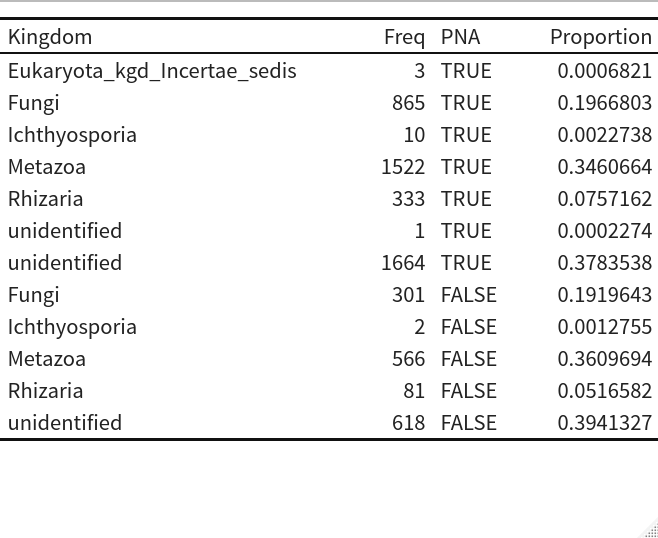 Kingdom Freq PNA Proportion
Eukaryota_kgd_Incertae_sedis 3 TRUE 0.0006821
Fungi 865 TRUE 0.1966803
Ichthyosporia 10 TRUE 0.0022738
Metazoa 1522 TRUE 0.3460664
Rhizaria 333 TRUE 0.0757162
unidentified 1 TRUE 0.0002274
unidentified 1664 TRUE 0.3783538
Fungi 301 FALSE 0.1919643
Ichthyosporia 2 FALSE 0.0012755
Metazoa 566 FALSE 0.3609694
Rhizaria 81 FALSE 0.0516582
unidentified 618 FALSE 0.3941327